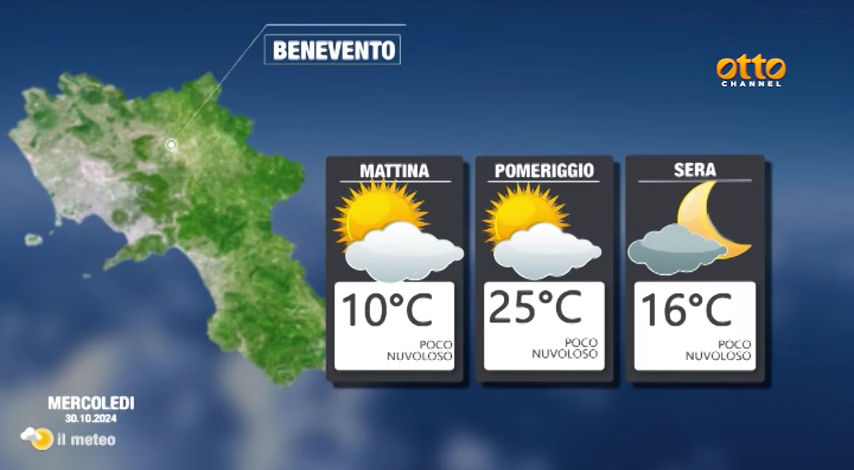 BENEVENTO
otto
CHANNEL
MATTINA
POMERIGGIO
SERA
10°C
25°C
16°C
POCO
NUVOLOSO
POCO
NUVOLOSO
POCO
NUVOLOSO
MERCOLEDI
30.10.2024
il meteo